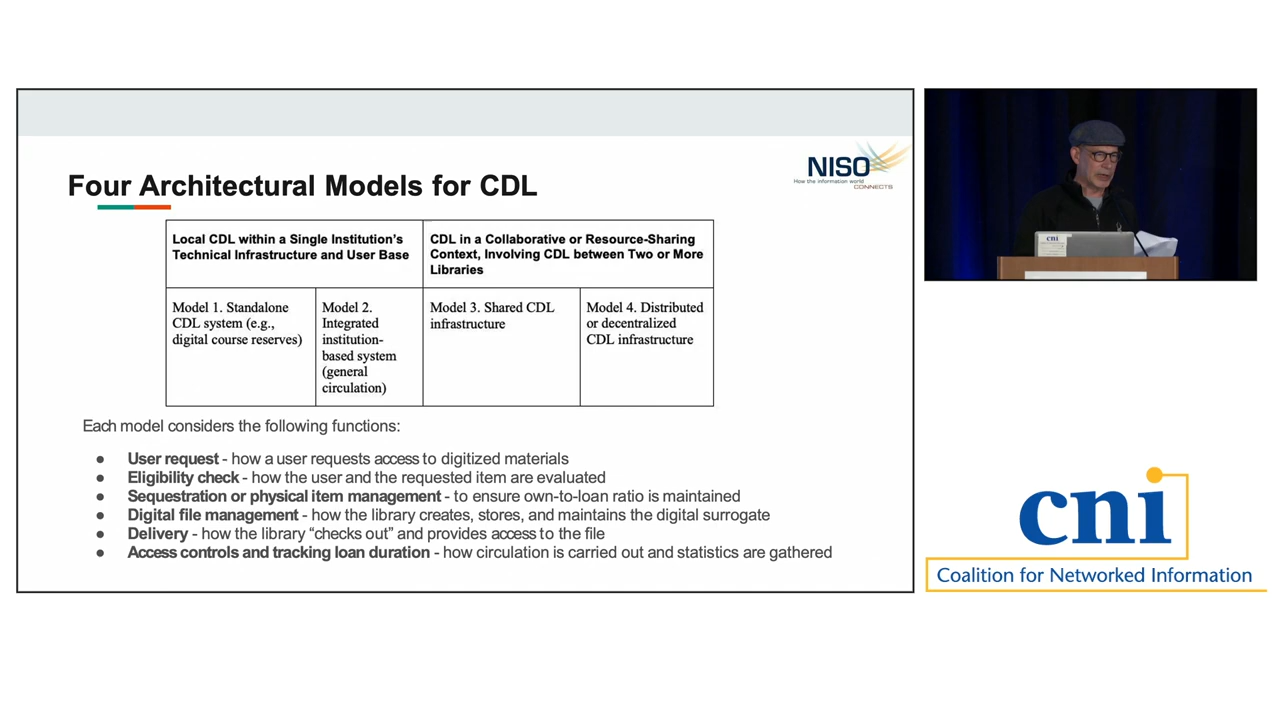 NISO
How the information world
CONNECTS
Four Architectural Models for CDL
Local CDL within a Single Institution's
Technical Infrastructure and User Base
CDL in a Collaborative or Resource-Sharing
Context, Involving CDL between Two or More
Libraries
Model 1. Standalone
CDL system (e.g.,
digital course reserves)
Model 2.
Integrated
institution-
based system
(general
circulation)
Model 3. Shared CDL
infrastructure
Model 4. Distributed
or decentralized
CDL infrastructure
Each model considers the following functions:
● User request - how a user requests access to digitized materials
● Eligibility check - how the user and the requested item are evaluated
● Sequestration or physical item management - to ensure own-to-loan ratio is maintained
● Digital file management - how the library creates, stores, and maintains the digital surrogate
● Delivery - how the library “checks out” and provides access to the file
● Access controls and tracking loan duration - how circulation is carried out and statistics are gathered
cni
cni
Coalition for Networked Information